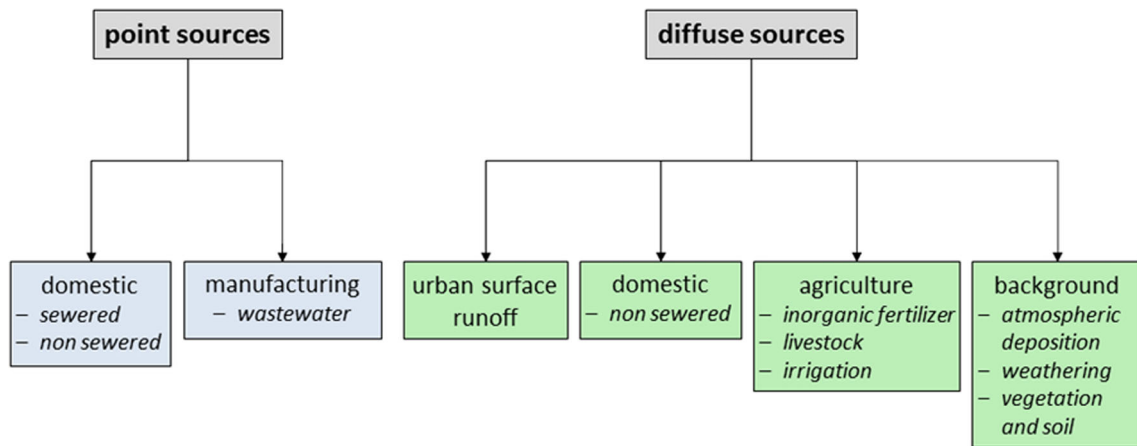 point sources
diffuse sources
domestic
– sewered
– non sewered
manufacturing
– wastewater
urban surface
runoff
domestic
– non sewered
agriculture
– inorganic fertilizer
– livestock
– irrigation
background
– atmospheric
deposition
– weathering
– vegetation
and soil